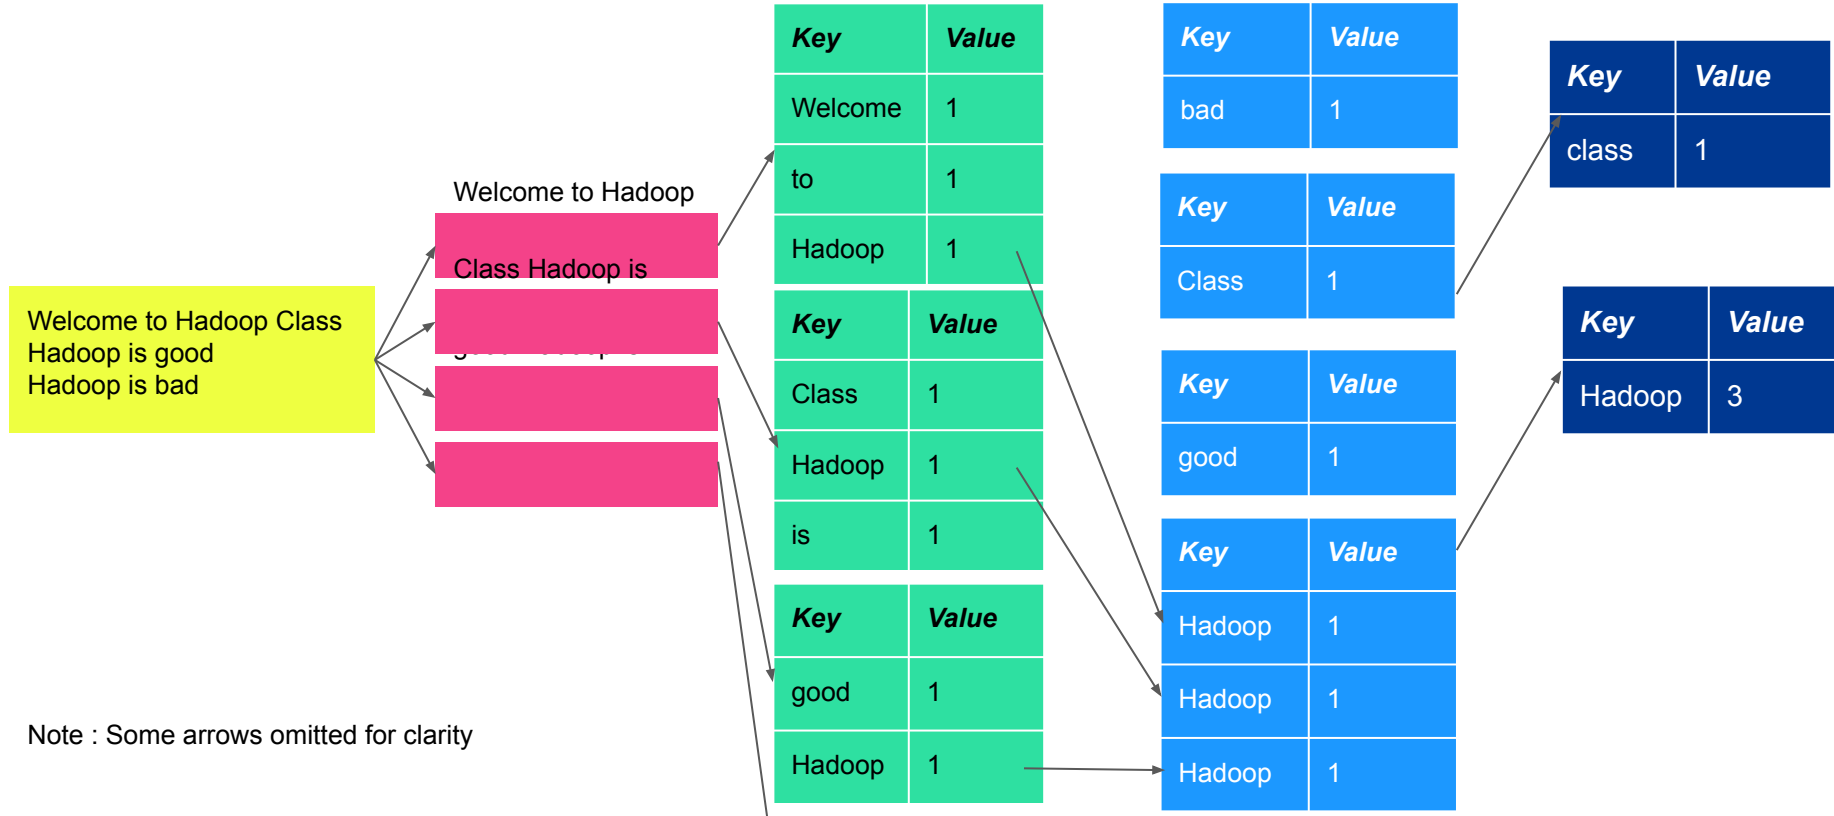 Welcome to Hadoop Class
Hadoop is good
Hadoop is bad
Note : Some arrows omitted for clarity
Welcome to Hadoop
Class Hadoop is
Key Value
Welcome 1
to 1
Hadoop 1
Key Value
Class 1
Hadoop 1
is 1
Key Value
good 1
Hadoop 1
Key Value
bad 1
Key Value
Class 1
Key Value
good 1
Key Value
Hadoop 1
Hadoop 1
Hadoop 1
Key Value
class 1
Key Value
Hadoop 3